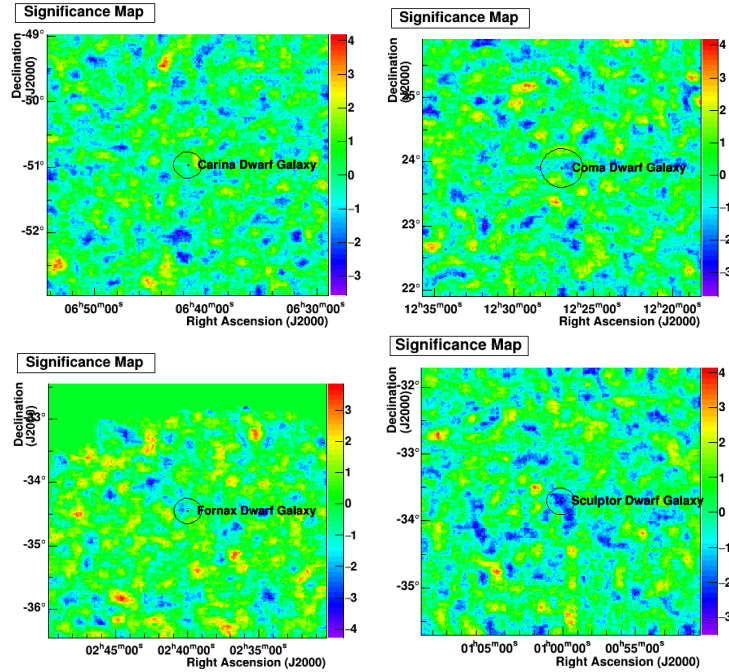 Significance Map
Declination
(J2000)
-49°
-50°
-51°
-52°
Carina Dwarf Galaxy
06h50m00s
06h40m00s
06h30m00s
Right Ascension (J2000)
4
3
2
1
0
-1
-2
-3
Significance Map
Declination
(J2000)
25°
24°
23°
22°
Coma Dwarf Galaxy
12h35m00s
12h30m00s
12h25m00s
12h20m00s
Right Ascension (J2000)
4
3
2
1
0
-1
-2
-3
Significance Map
Declination
(J2000)
-33°
-34°
-35°
-36°
Fornax Dwarf Galaxy
02h45m00s
02h40m00s
02h55m00s
Right Ascension (J2000)
3
2
1
0
-1
-2
-3
-4
Significance Map
Declination
(J2000)
-32°
-33°
-34°
-35°
Sculptor Dwarf Galaxy
01h05m00s
01h00m00s
00h55m00s
Right Ascension (J2000)
4
3
2
1
0
-1
-2
-3